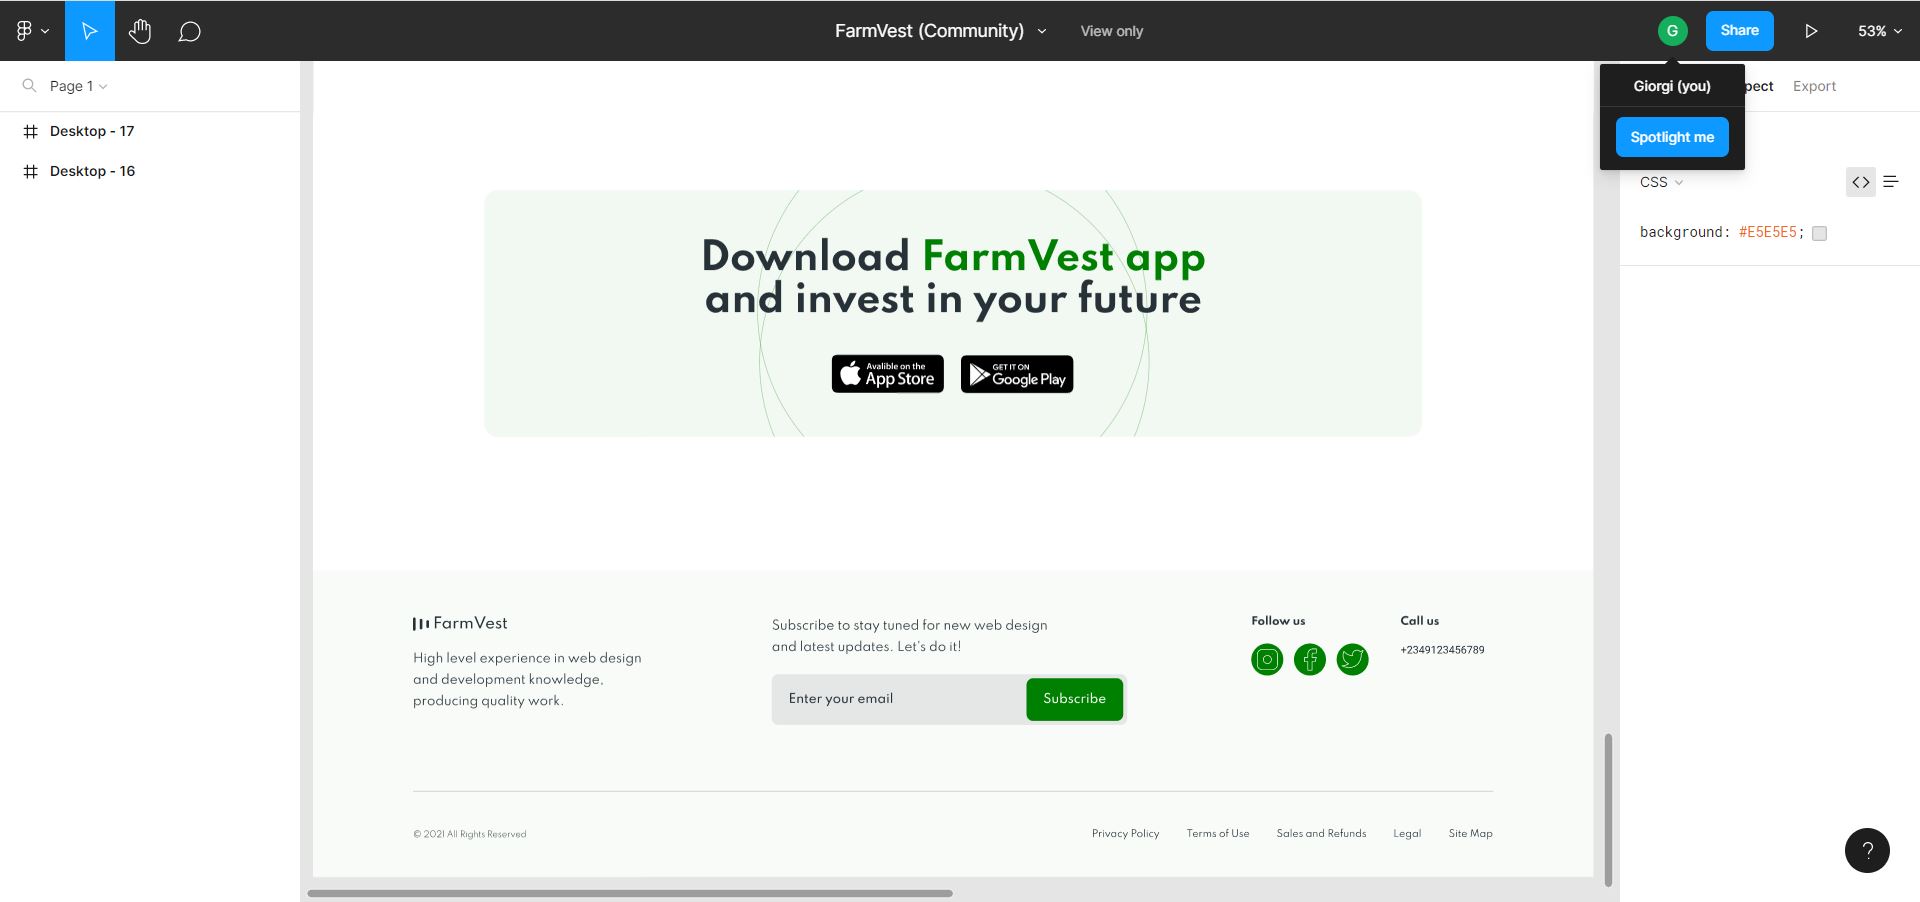 FarmVest (Community)
View only
G
Share
53%
Page 1
Giorgi (you)
pect
Export
Desktop - 17
Spotlight me
Desktop - 16
CSS
background: #E5E5E5;
Download FarmVest app
and invest in your future
Avalible on the
App Store
GET IT ON
Google Play
FarmVest
High level experience in web design
and development knowledge,
producing quality work.
Subscribe to stay tuned for new web design
and latest updates. Let's do it!
Enter your email
Subscribe
Follow us
Call us
+2349123456789
© 2021 All Rights Reserved
Privacy Policy
Terms of Use
Sales and Refunds
Legal
Site Map
?